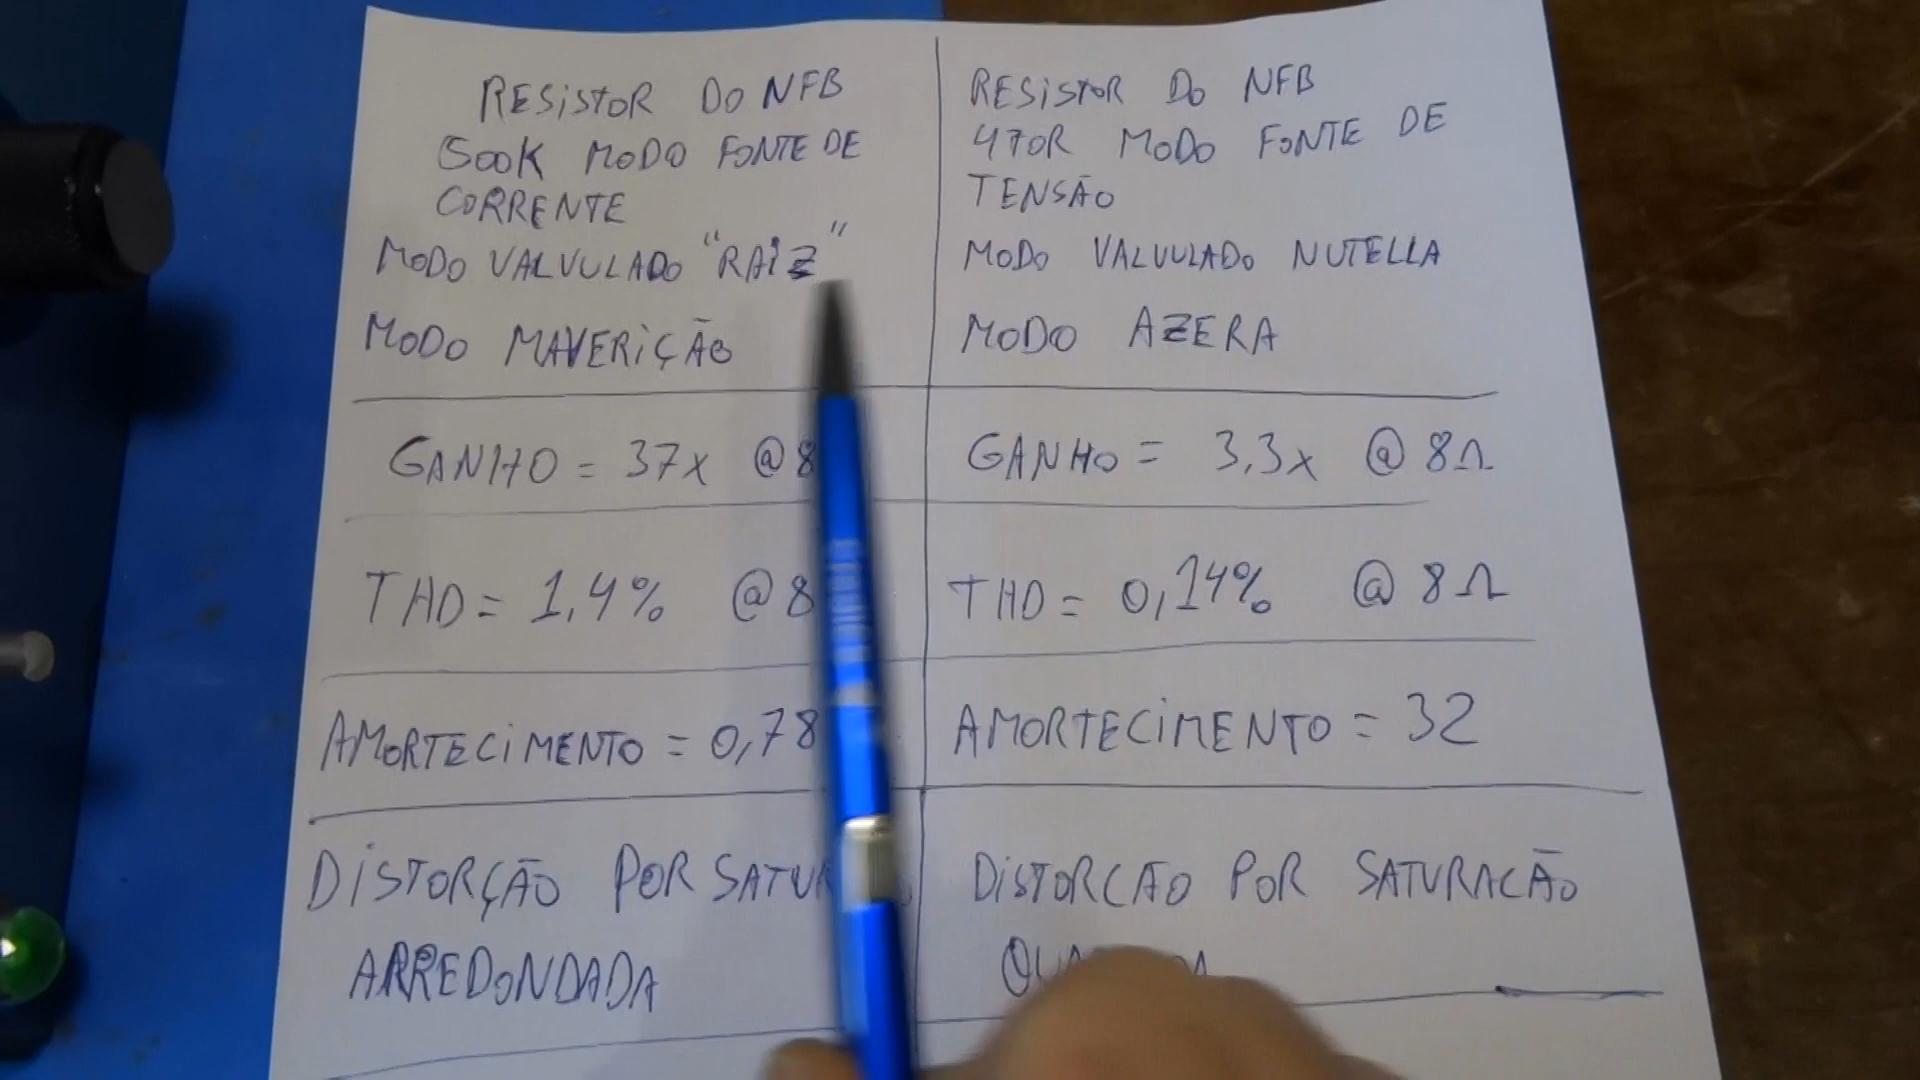 RESISTOR DO NFB
500K MODO FONTE DE
CORRENTE
MODO VALVULADO "RAIZ"
MODO MAVERIÇÃO
GANHO = 37x @8
THD = 1,4% @8
AMORTECIMENTO = 0,78
DISTORÇÃO POR SATU
ARREDONDADA
RESISTOR DO NFB
470R MODO FONTE DE
TENSÃO
MODO VALVULADO NUTELLA
MODO AZERA
GANHO = 3,3x @ 8Ω
THD = 0,14% @ 8Ω
AMORTECIMENTO = 32
DISTORCÃO POR SATURACÃO